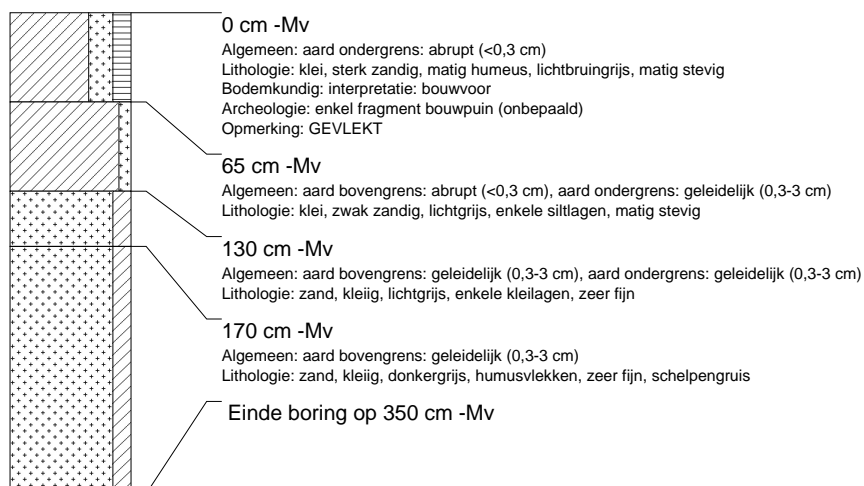 0 cm -Mv
Algemeen: aard ondergrens: abrupt (<0,3 cm)
Lithologie: klei, sterk zandig, matig humeus, lichtbruingrijs, matig stevig
Bodemkundig: interpretatie: bouwvoor
Archeologie: enkel fragment bouwpuin (onbepaald)
Opmerking: GEVLEKT
65 cm -Mv
Algemeen: aard bovengrens: abrupt (<0,3 cm), aard ondergrens: geleidelijk (0,3-3 cm)
Lithologie: klei, zwak zandig, lichtgrijs, enkele siltlagen, matig stevig
130 cm -Mv
Algemeen: aard bovengrens: geleidelijk (0,3-3 cm), aard ondergrens: geleidelijk (0,3-3 cm)
Lithologie: zand, kleiig, lichtgrijs, enkele kleilagen, zeer fijn
170 cm -Mv
Algemeen: aard bovengrens: geleidelijk (0,3-3 cm)
Lithologie: zand, kleiig, donkergrijs, humusvlekken, zeer fijn, schelpengruis
Einde boring op 350 cm -Mv